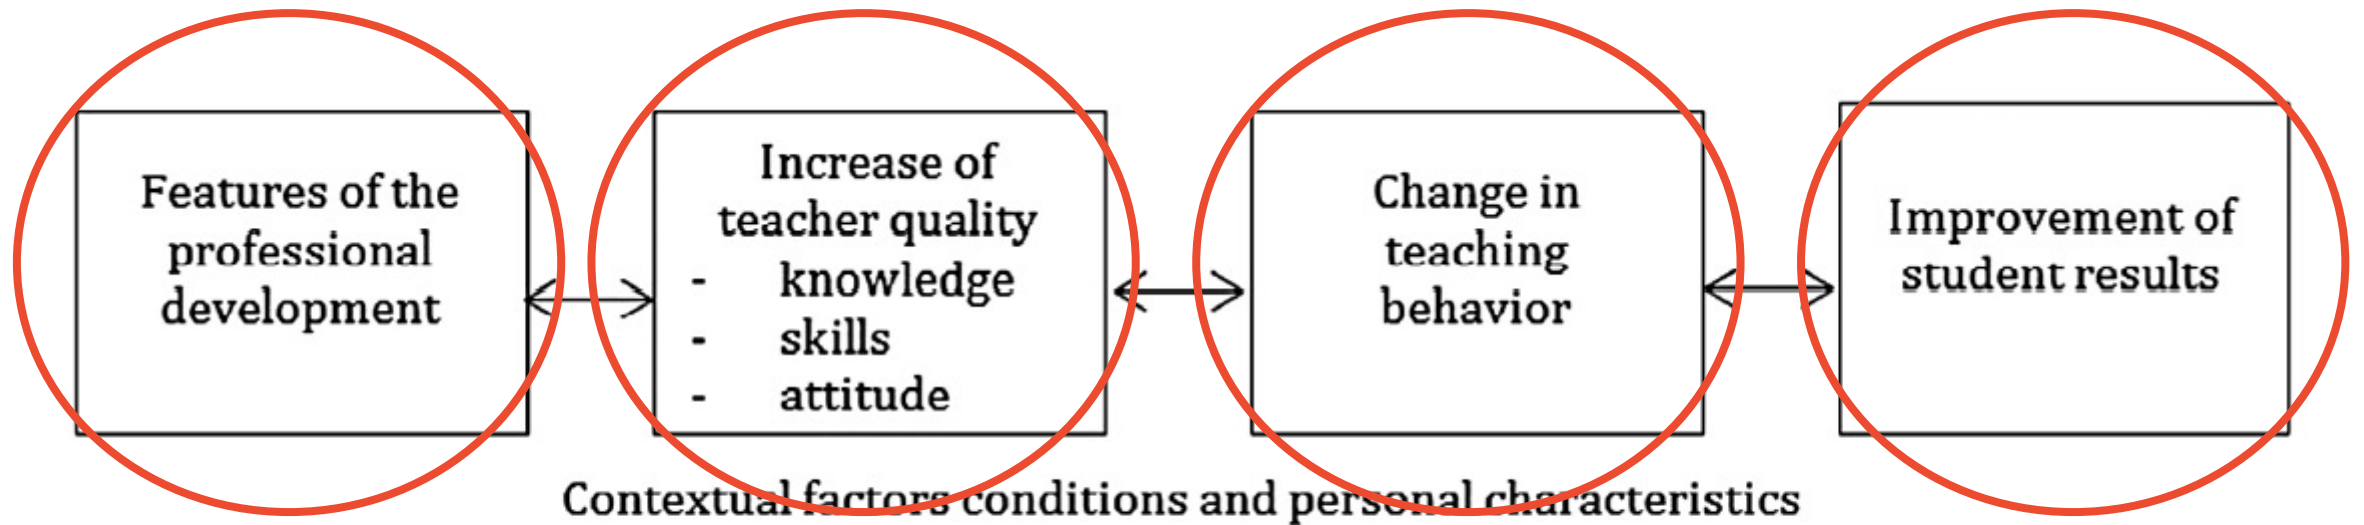 Features of the
professional
development
Increase of
teacher quality
- knowledge
- skills
- attitude
Change in
teaching
behavior
Improvement of
student results
Contextual factors conditions and personal characteristics